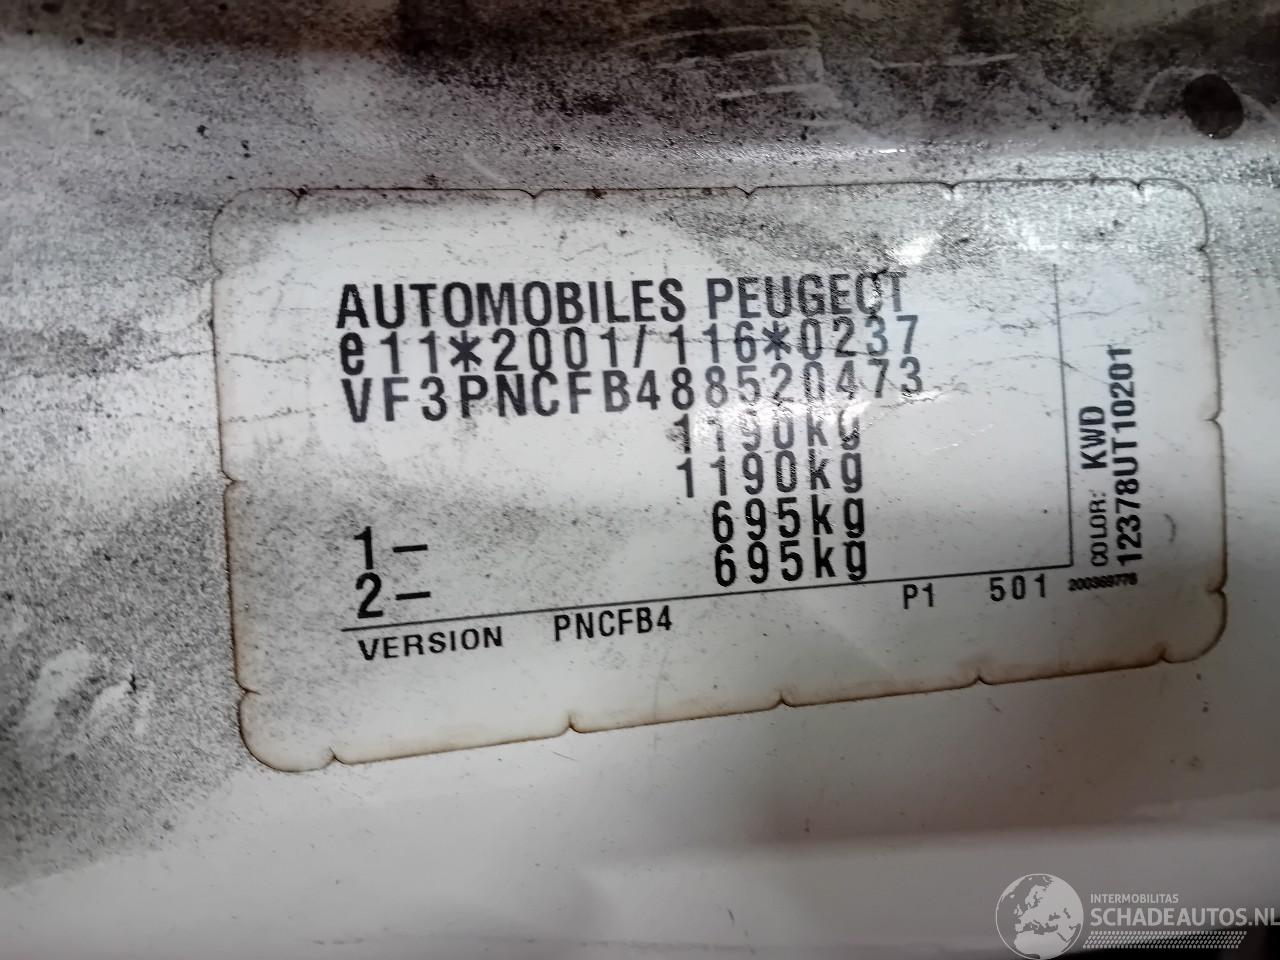 AUTOMOBILES PEUGEOT
e11*2001/116*0237
VF3PNCFB488520473
1190kg
1190kg
1- 695kg
2- 695kg
VERSION PNCFB4 P1 501
COLOR: KWD
12378UT10201
200369776
INTERMOBILITAS
SCHADEAUTOS.NL